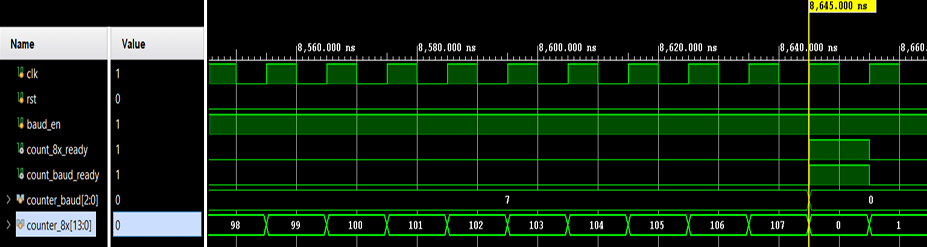 8,645.000 ns
Name Value
8,560.000 ns 8,580.000 ns 8,600.000 ns 8,620.000 ns 8,640.000 ns 8,660.
clk 1
rst 0
baud_en 1
count_8x_ready 1
count_baud_ready 1
counter_baud[2:0] 0 7 0
counter_8x[13:0] 0 98 99 100 101 102 103 104 105 106 107 0 1